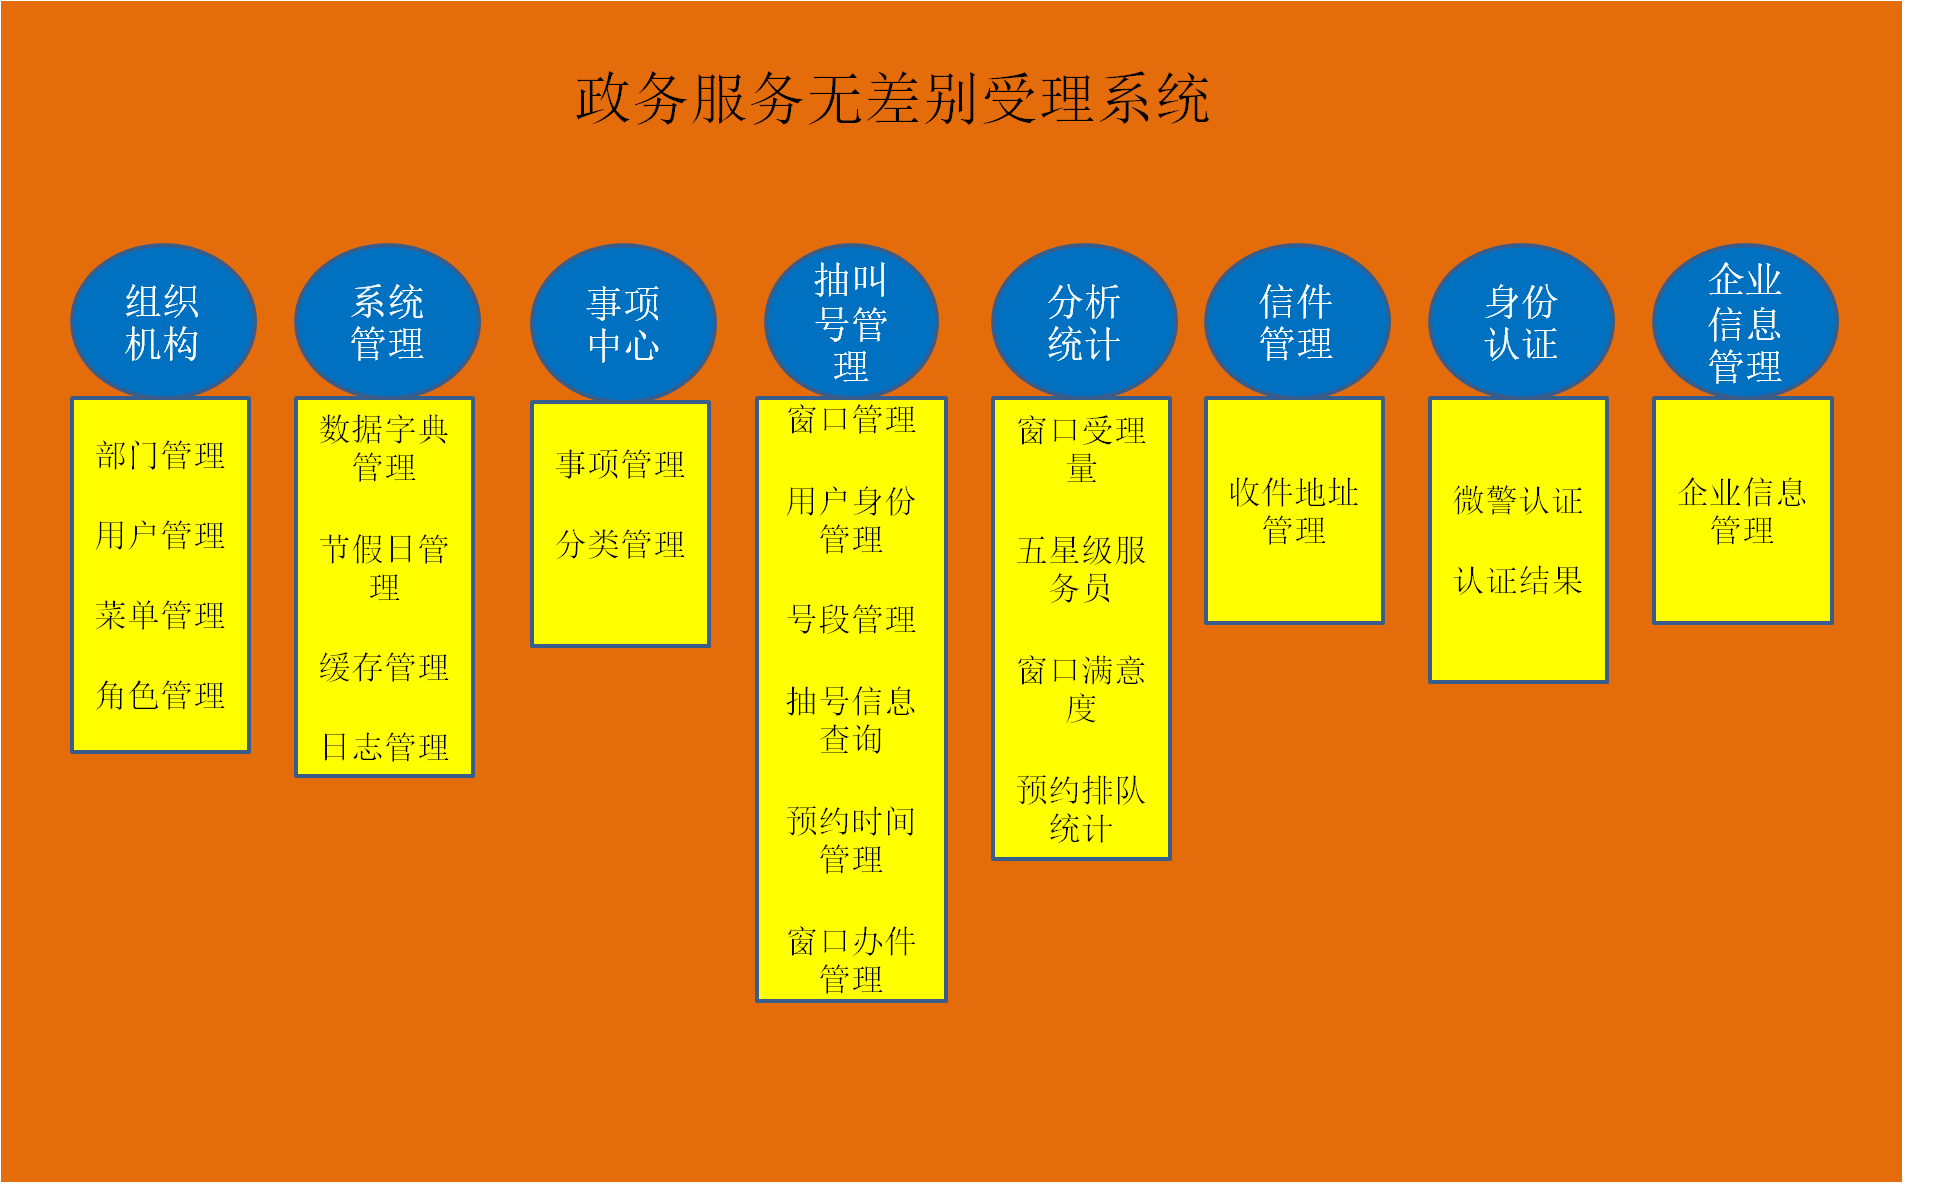 政务服务无差别受理系统
组织
机构
部门管理
用户管理
菜单管理
角色管理
系统
管理
数据字典
管理
节假日管
理
缓存管理
日志管理
事项
中心
事项管理
分类管理
抽叫
号管
理
窗口管理
用户身份
管理
号段管理
抽号信息
查询
预约时间
管理
窗口办件
管理
分析
统计
窗口受理
量
五星级服
务员
窗口满意
度
预约排队
统计
信件
管理
收件地址
管理
身份
认证
微警认证
认证结果
企业
信息
管理
企业信息
管理